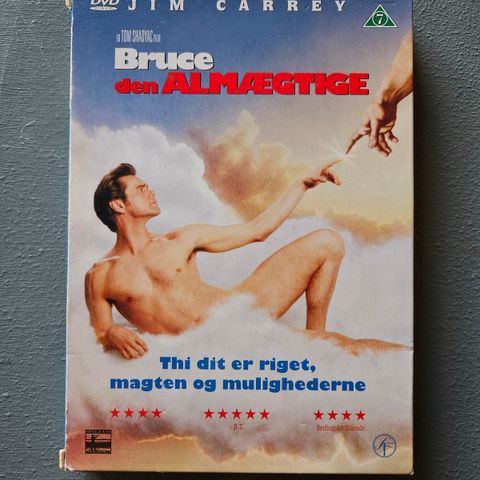 DVD JIM CARREY 7
EN TOM SHADYAC FILM
Bruce
den ALMÆGTIGE
Thi dit er riget,
magten og mulighederne
★★★★ ★★★★★ ★★★★
- B.T. Berlingske Tidende
SF